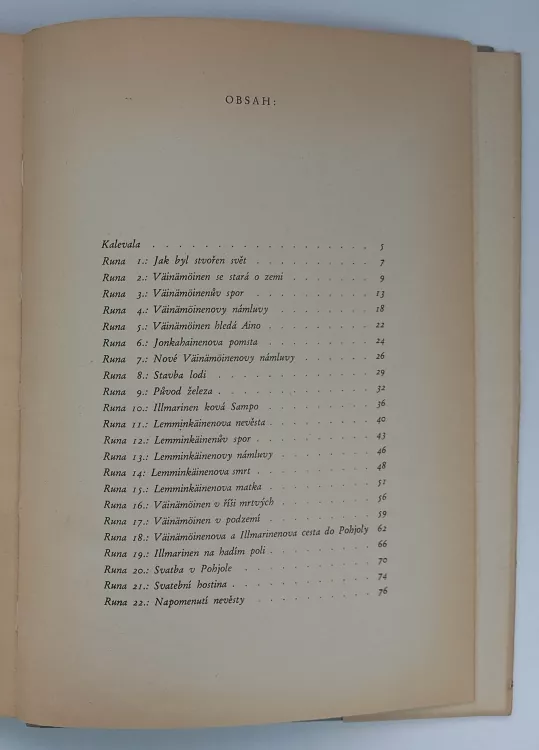 OBSAH:
Kalevala . . . . . . . . . . . . . . . . . 5
Runa 1.: Jak byl stvořen svět . . . . . . . . . 7
Runa 2.: Väinämöinen se stará o zemi . . . . . . . 9
Runa 3.: Väinämöinenův spor . . . . . . . . . 13
Runa 4.: Väinämöinenovy námluvy . . . . . . . . 18
Runa 5.: Väinämöinen hledá Aino . . . . . . . . 22
Runa 6.: Jonkahainenova pomsta . . . . . . . . 24
Runa 7.: Nové Väinämöinenovy námluvy . . . . . . 26
Runa 8.: Stavba lodi . . . . . . . . . . . . 29
Runa 9.: Původ železa . . . . . . . . . . . 32
Runa 10.: Illmarinen ková Sampo . . . . . . . . 36
Runa 11.: Lemminkäinenova nevěsta . . . . . . . 40
Runa 12.: Lemminkäinenův spor . . . . . . . . 43
Runa 13.: Lemminkäinenovy námluvy . . . . . . . 46
Runa 14: Lemminkäinenova smrt . . . . . . . . 48
Runa 15.: Lemminkäinenova matka . . . . . . . . 51
Runa 16.: Väinämöinen v říši mrtvých . . . . . . . 56
Runa 17.: Väinämöinen v podzemí . . . . . . . . 59
Runa 18.: Väinämöinenova a Illmarinenova cesta do Pohjoly 62
Runa 19.: Illmarinen na hadím poli . . . . . . . . 66
Runa 20.: Svatba v Pohjole . . . . . . . . . . 70
Runa 21.: Svatební hostina . . . . . . . . . . 74
Runa 22.: Napomenutí nevěsty . . . . . . . . . 76